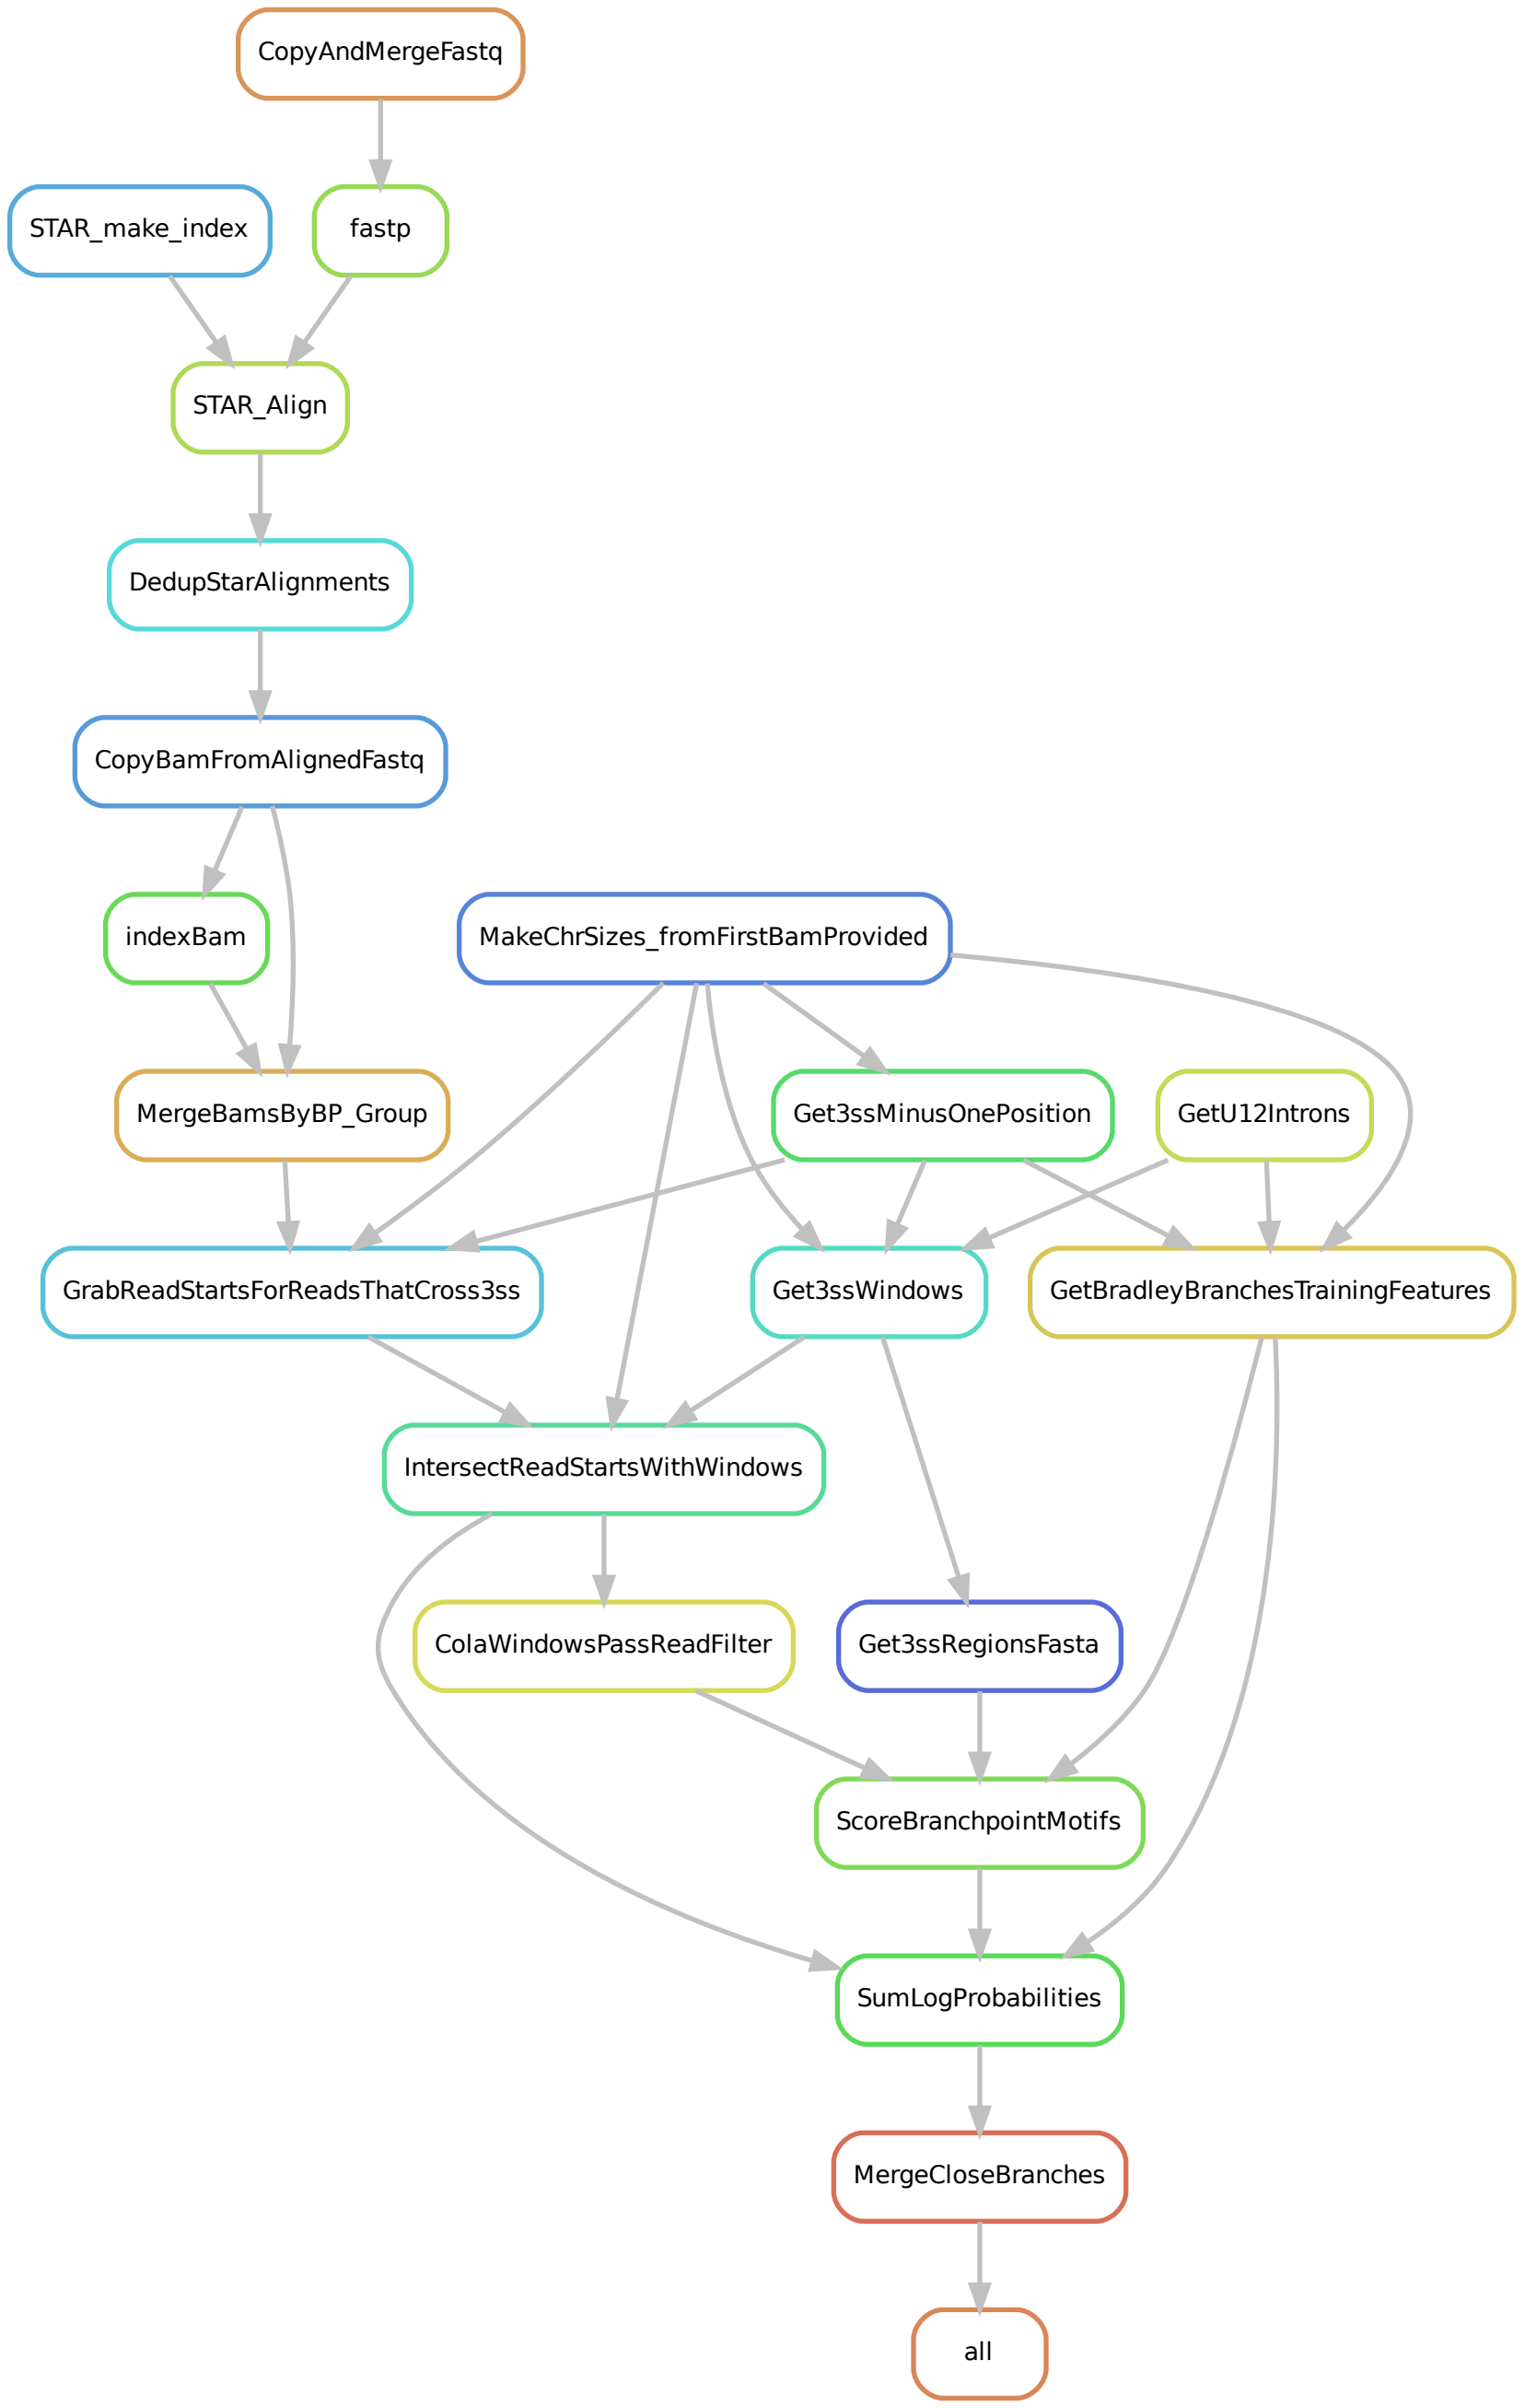 CopyAndMergeFastq
STAR_make_index
fastp
STAR_Align
DedupStarAlignments
CopyBamFromAlignedFastq
indexBam
MakeChrSizes_fromFirstBamProvided
MergeBamsByBP_Group
Get3ssMinusOnePosition
GetU12Introns
GrabReadStartsForReadsThatCross3ss
Get3ssWindows
GetBradleyBranchesTrainingFeatures
IntersectReadStartsWithWindows
ColaWindowsPassReadFilter
Get3ssRegionsFasta
ScoreBranchpointMotifs
SumLogProbabilities
MergeCloseBranches
all